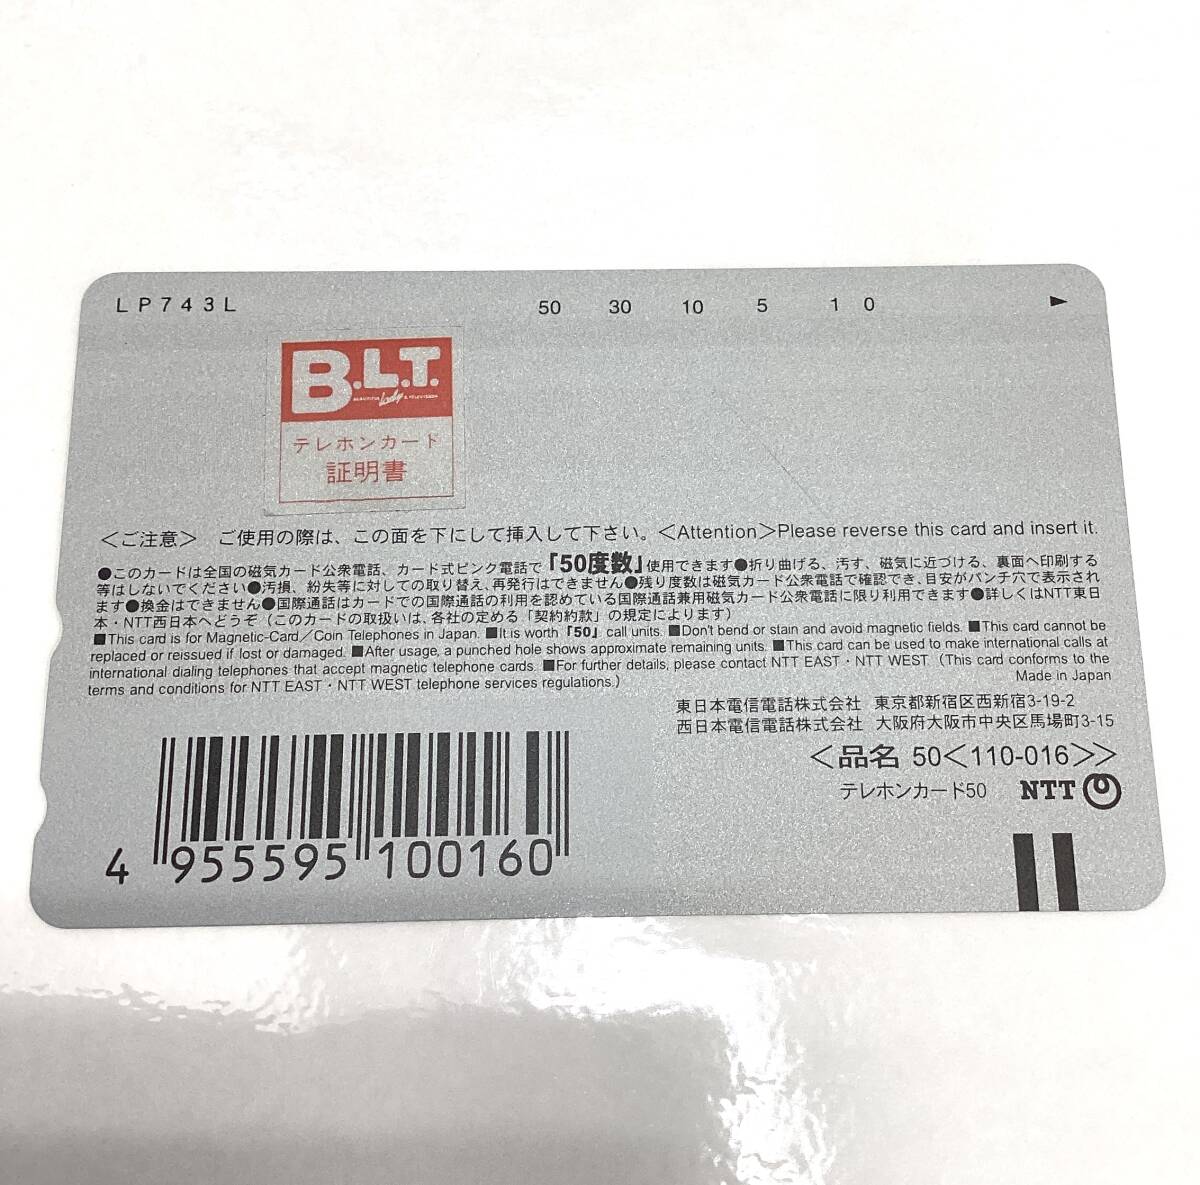 LP743L 50 30 10 5 1 0
B.L.T.
BEAUTIFUL Lady & TELEVISION
テレホンカード
証明書
＜ご注意＞ ご使用の際は、この面を下にして挿入して下さい。＜Attention＞Please reverse this card and insert it.
●このカードは全国の磁気カード公衆電話、カード式ピンク電話で「50度数」使用できます●折り曲げる、汚す、磁気に近づける、裏面へ印刷する
等はしないでください●汚損、紛失等に対しての取り替え、再発行はできません●残り度数は磁気カード公衆電話で確認でき、目安がパンチ穴で表示され
ます●換金はできません●国際通話はカードでの国際通話の利用を認めている国際通話兼用磁気カード公衆電話に限り利用できます●詳しくはNTT東日
本・NTT西日本へどうぞ（このカードの取扱いは、各社の定める「契約約款」の規定によります）
■This card is for Magnetic-Card／Coin Telephones in Japan. ■It is worth「50」call units. ■Don't bend or stain and avoid magnetic fields. ■This card cannot be
replaced or reissued if lost or damaged. ■After usage, a punched hole shows approximate remaining units. ■This card can be used to make international calls at
international dialing telephones that accept magnetic telephone cards. ■For further details, please contact NTT EAST・NTT WEST. (This card conforms to the
terms and conditions for NTT EAST・NTT WEST telephone services regulations.)
Made in Japan
東日本電信電話株式会社 東京都新宿区西新宿3-19-2
西日本電信電話株式会社 大阪府大阪市中央区馬場町3-15
＜品名 50＜110-016＞＞
テレホンカード50 NTT
4 955595 100160